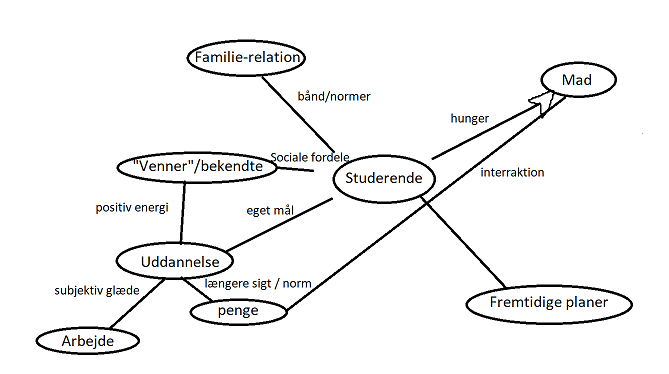 Familie-relation
Mad
bånd/normer
hunger
Sociale fordele
"Venner"/bekendte
interraktion
Studerende
positiv energi
eget mål
Uddannelse
subjektiv glæde
længere sigt / norm
Fremtidige planer
penge
Arbejde